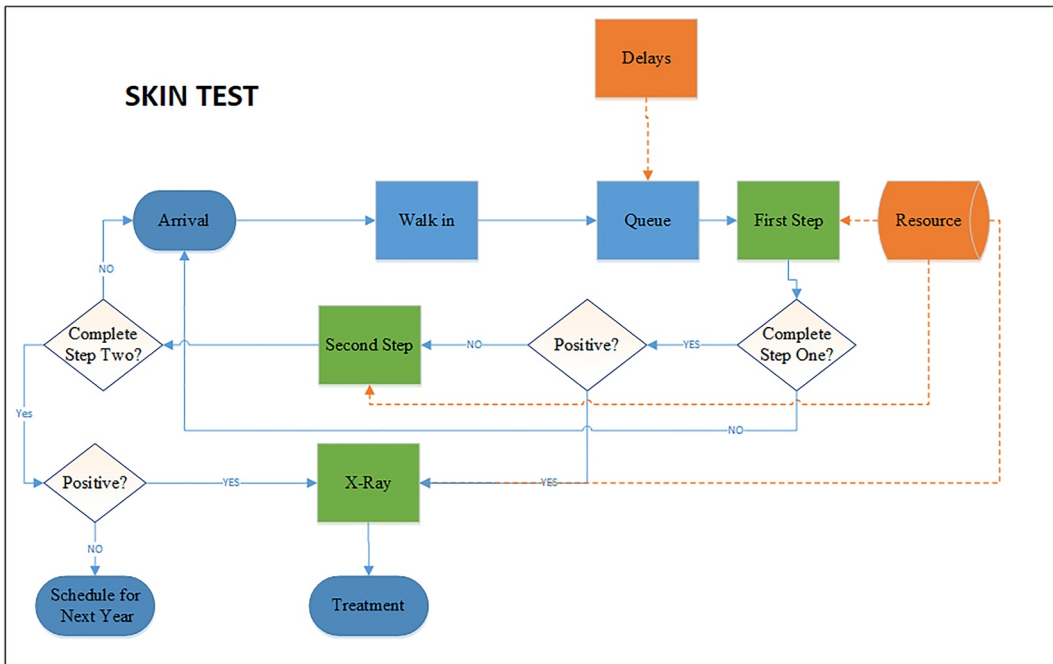 Delays
SKIN TEST
Arrival
Walk in
Queue
First Step
Resource
NO
Complete
Step Two?
Second Step
NO
Positive?
YES
Complete
Step One?
Yes
NO
Positive?
YES
X-Ray
YES
NO
Schedule for
Next Year
Treatment